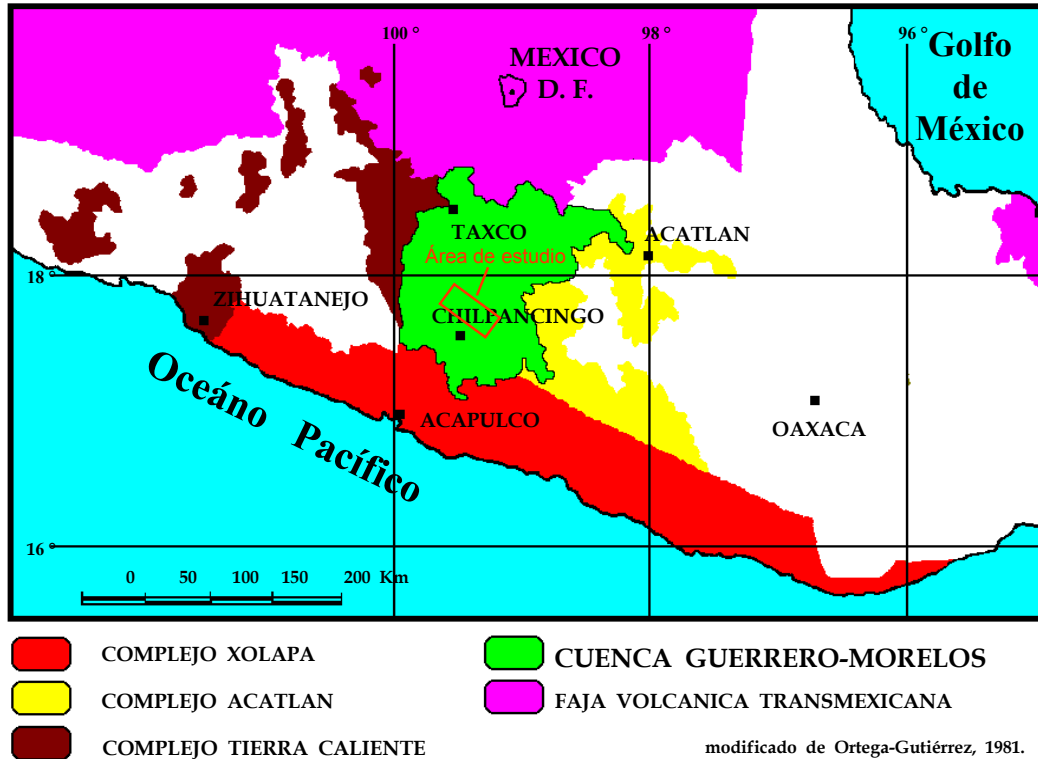 100 °
98 °
96 °
MEXICO
D. F.
Golfo
de
México
TAXCO
ACATLAN
Área de estudio
18 °
ZIHUATANEJO
CHILPANCINGO
Oceáno Pacífico
ACAPULCO
OAXACA
16 °
0 50 100 150 200 Km
COMPLEJO XOLAPA
CUENCA GUERRERO-MORELOS
COMPLEJO ACATLAN
FAJA VOLCANICA TRANSMEXICANA
COMPLEJO TIERRA CALIENTE
modificado de Ortega-Gutiérrez, 1981.